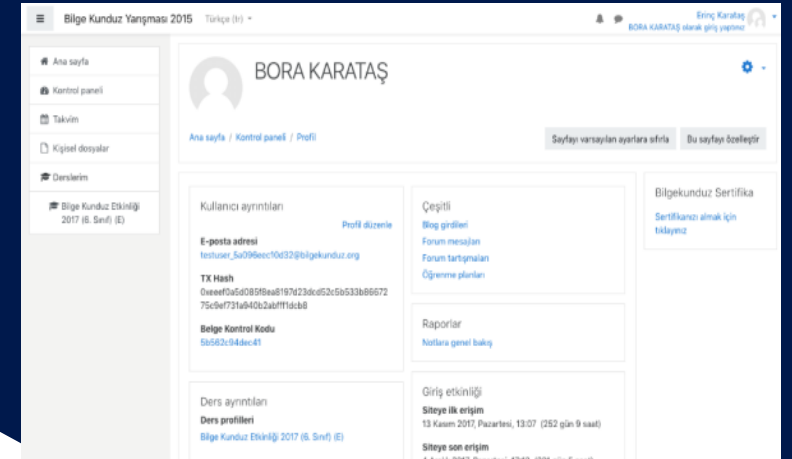 Bilge Kunduz Yarışması 2015 Türkçe (tr)
Erinç Karataş
BORA KARATAŞ olarak giriş yaptınız
Ana sayfa
Kontrol paneli
Takvim
Kişisel dosyalar
Derslerim
Bilge Kunduz Etkinliği
2017 (6. Sınıf) (E)
BORA KARATAŞ
Ana sayfa / Kontrol paneli / Profil
Sayfayı varsayılan ayarlara sıfırla
Bu sayfayı özelleştir
Kullanıcı ayrıntıları
Profil düzenle
E-posta adresi
testuser_5a096eec10d32@bilgekunduz.org
TX Hash
Belge Kontrol Kodu
5b562c94dec41
Ders ayrıntıları
Ders profilleri
Bilge Kunduz Etkinliği 2017 (6. Sınıf) (E)
Çeşitli
Blog girdileri
Forum mesajları
Forum tartışmaları
Öğrenme planları
Raporlar
Notlara genel bakış
Giriş etkinliği
Siteye ilk erişim
13 Kasım 2017, Pazartesi, 13:07 (252 gün 9 saat)
Siteye son erişim
Bilgekunduz Sertifika
Sertifikanızı almak için
tıklayınız